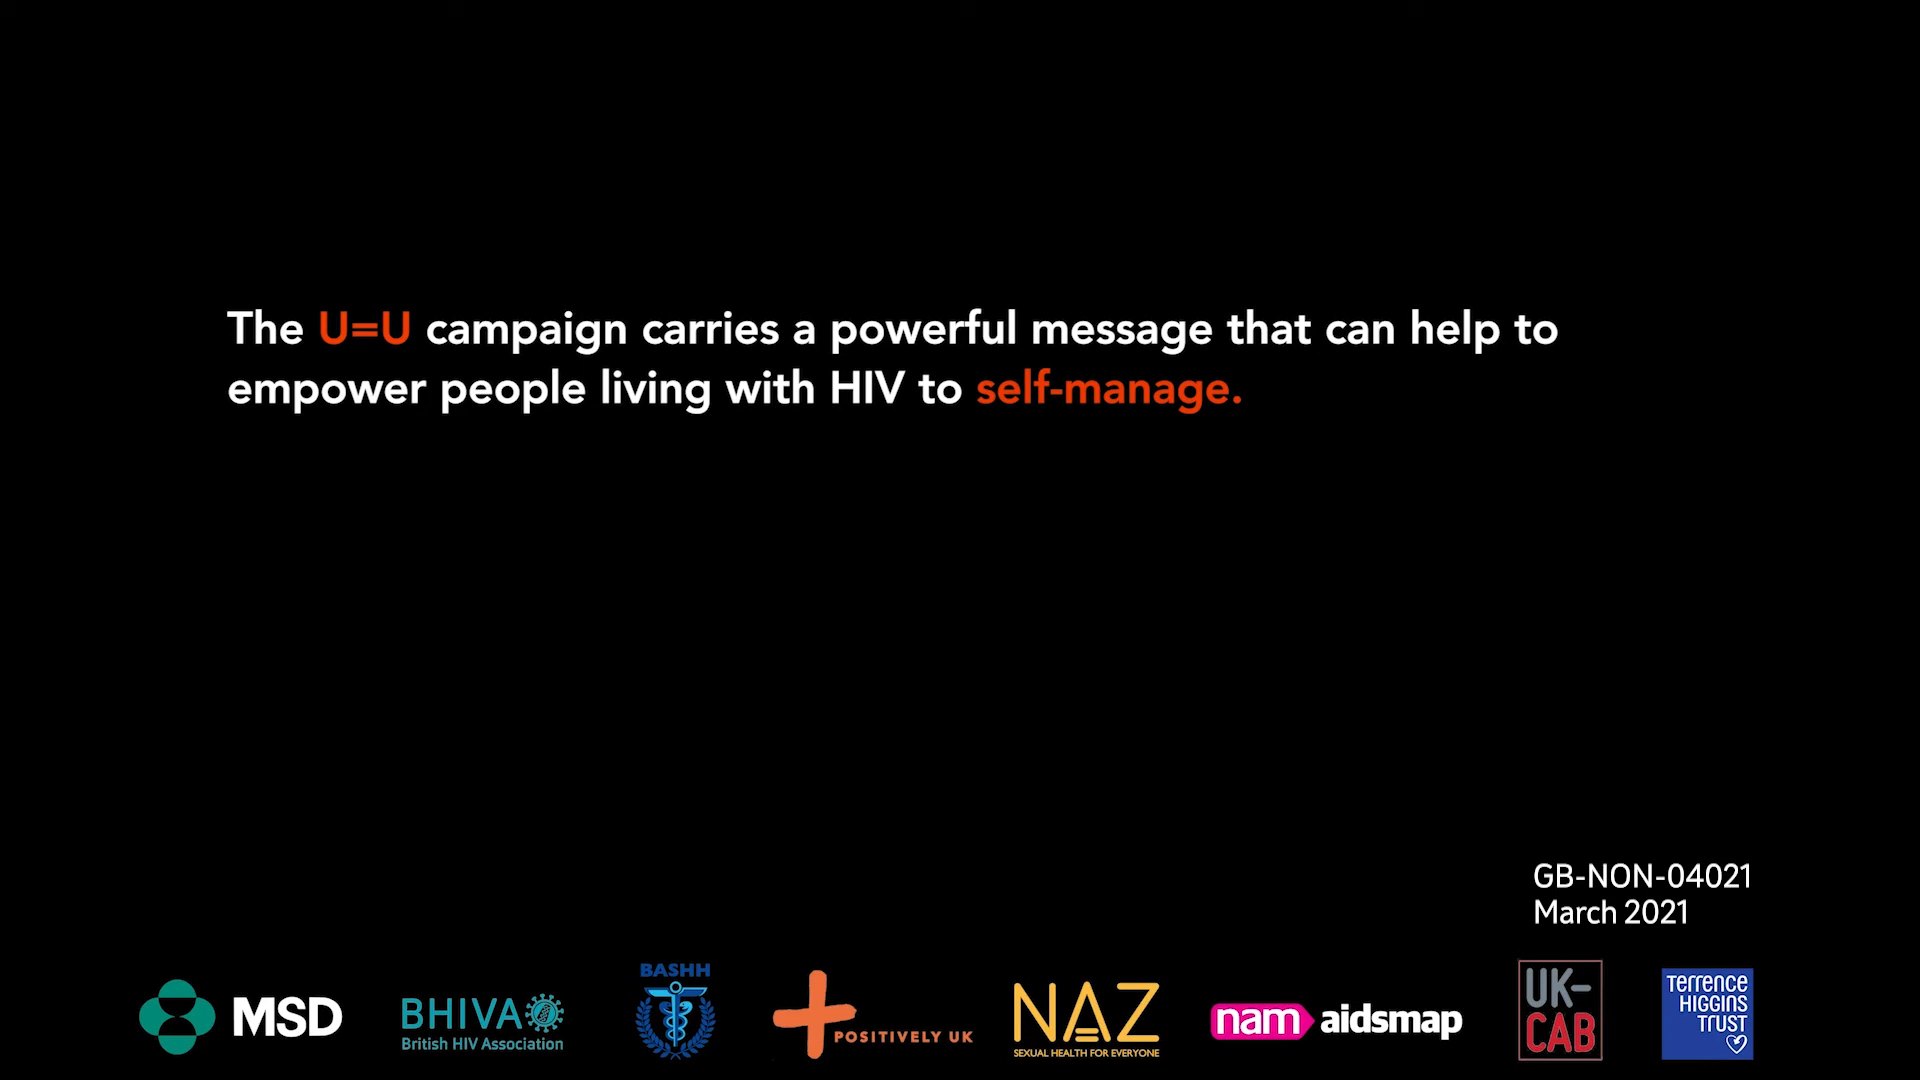 The U=U campaign carries a powerful message that can help to
empower people living with HIV to self-manage.
GB-NON-04021
March 2021
MSD
BHIVA
British HIV Association
BASHH
POSITIVELY UK
NAZ
SEXUAL HEALTH FOR EVERYONE
nam aidsmap
UK-
CAB
Terrence
HIGGINS
TRUST